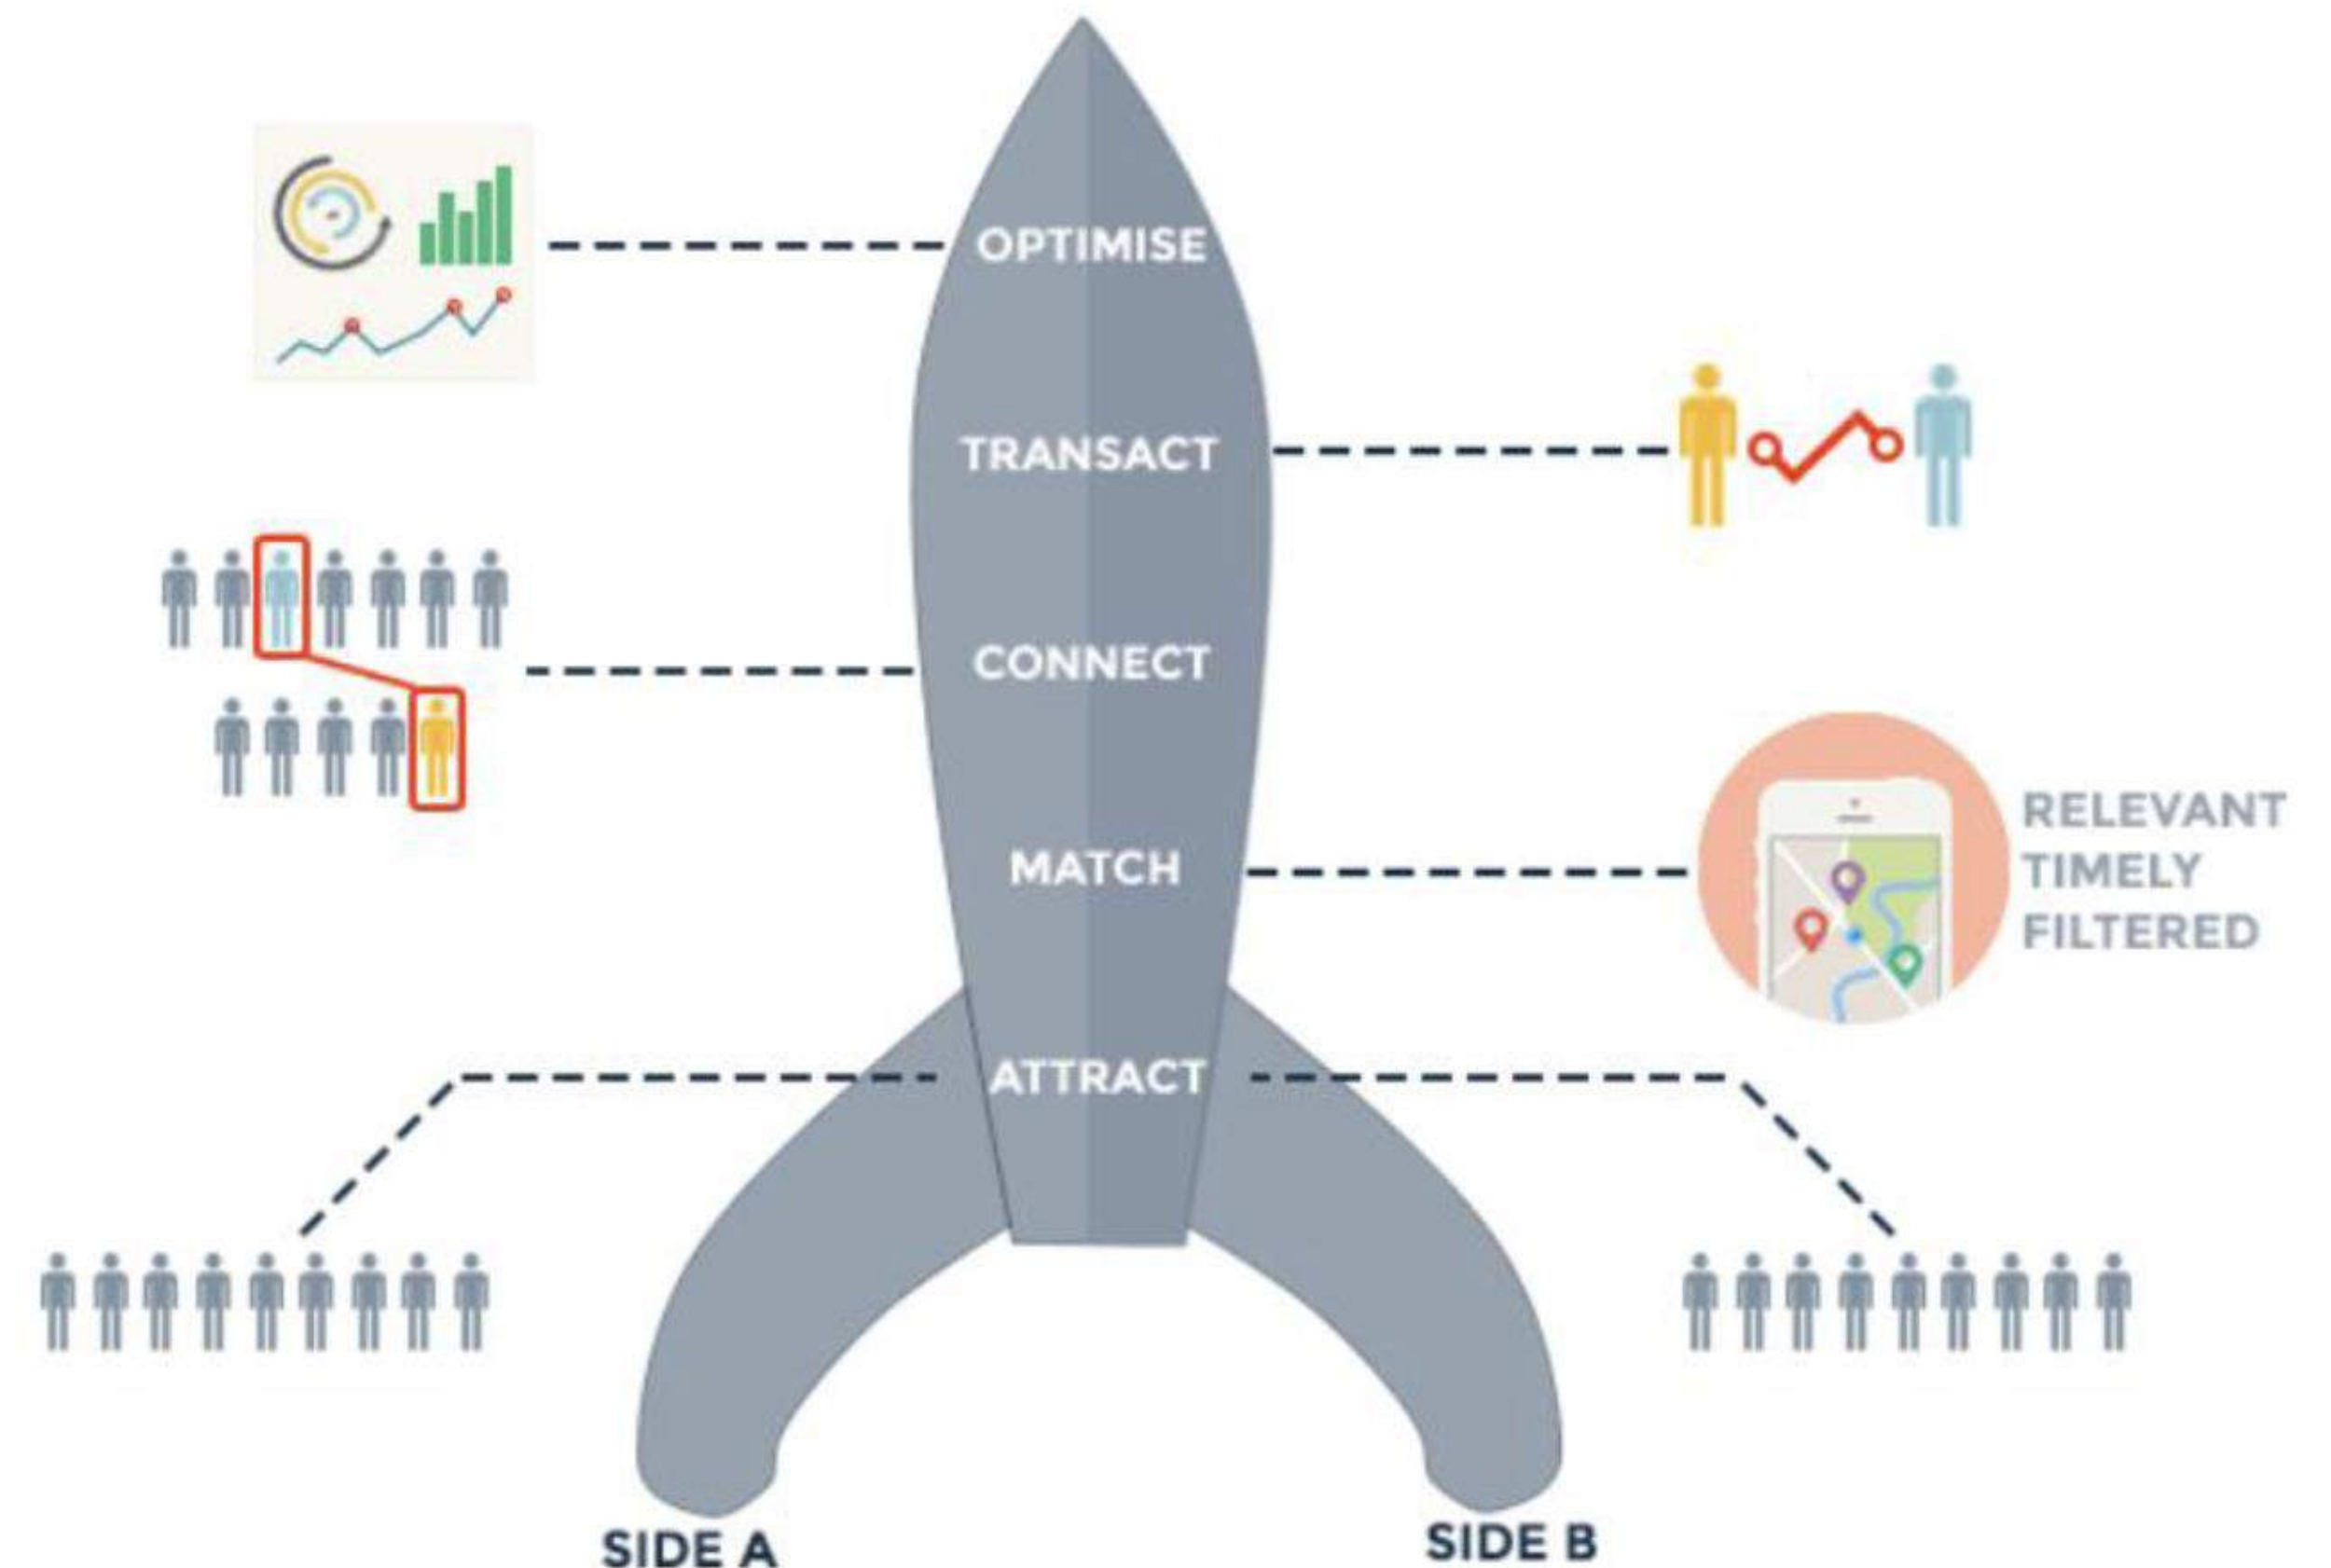 OPTIMISE
TRANSACT
CONNECT
MATCH
RELEVANT
TIMELY
FILTERED
ATTRACT
SIDE A
SIDE B